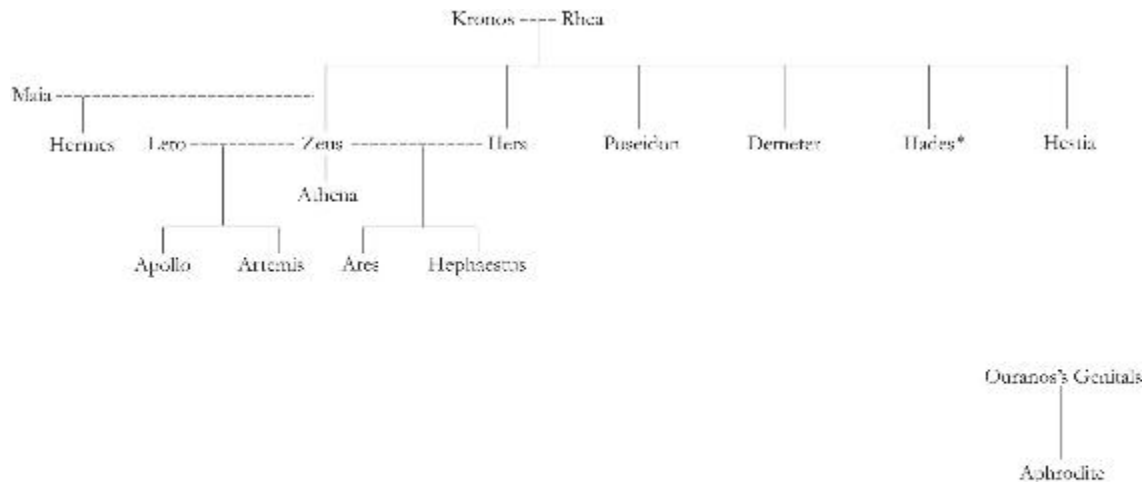 Kronos Rhea
Maia
Hermes Leto Zeus Hera Poseidon Demeter Hades* Hestia
Athena
Apollo Artemis Ares Hephaestus
Ouranos's Genitals
Aphrodite